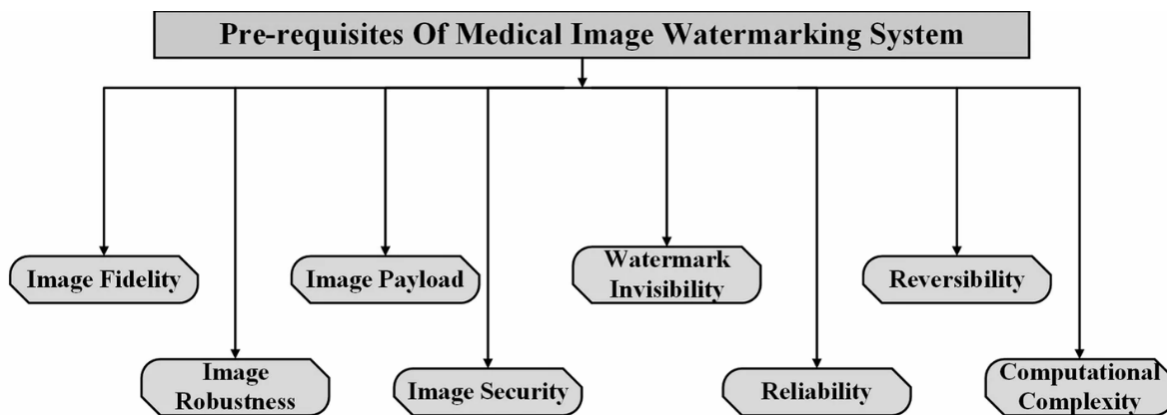 Pre-requisites Of Medical Image Watermarking System
Image Fidelity
Image Payload
Watermark
Invisibility
Reversibility
Image
Robustness
Image Security
Reliability
Computational
Complexity